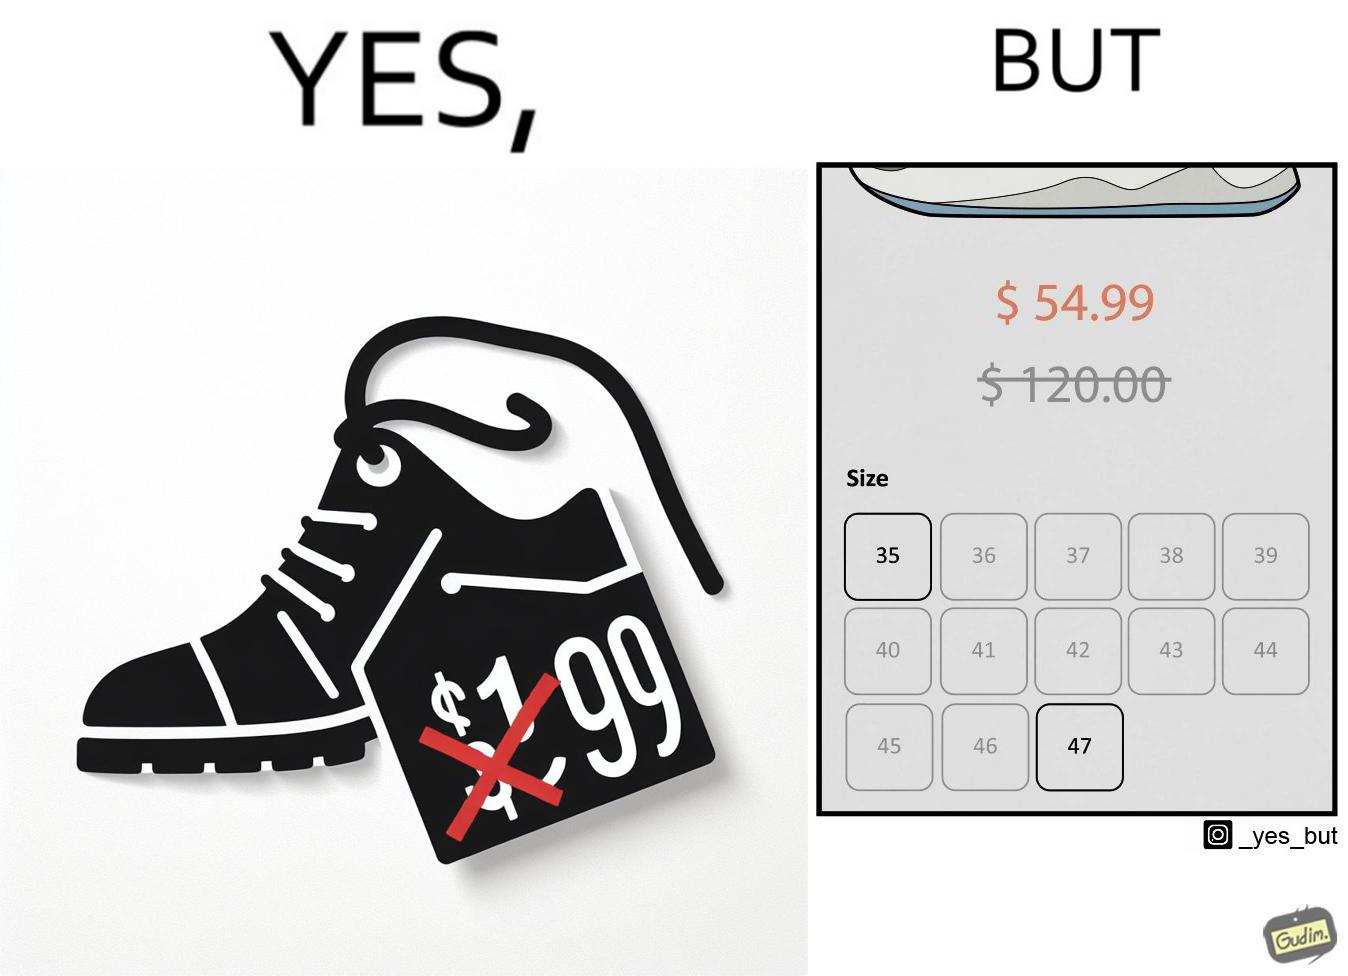 YES,
BUT
$ 54.99
$ 120.00
Size
35 36 37 38 39
40 41 42 43 44
45 46 47
99
_yes_but
Gudim.